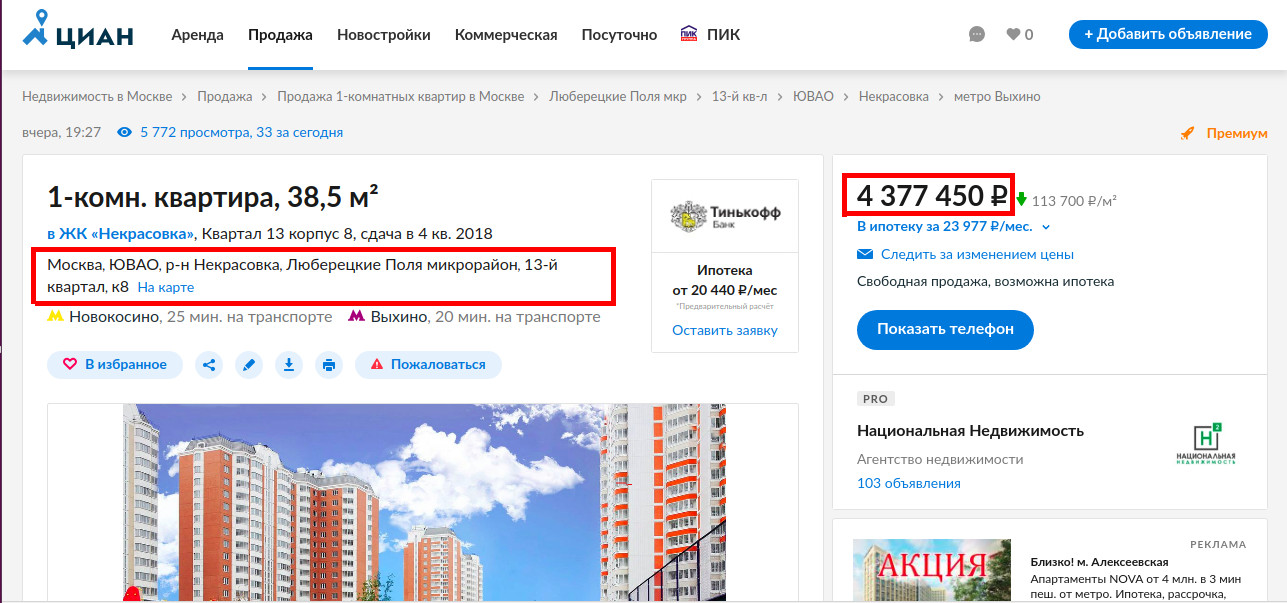 ЦИАН
Аренда Продажа Новостройки Коммерческая Посуточно ПИК ПИК
0
+ Добавить объявление
Недвижимость в Москве > Продажа > Продажа 1-комнатных квартир в Москве > Люберецкие Поля мкр > 13-й кв-л > ЮВАО > Некрасовка > метро Выхино
вчера, 19:27 5 772 просмотра, 33 за сегодня
Премиум
1-комн. квартира, 38,5 м²
в ЖК «Некрасовка», Квартал 13 корпус 8, сдача в 4 кв. 2018
Москва, ЮВАО, р-н Некрасовка, Люберецкие Поля микрорайон, 13-й
квартал, к8 На карте
Новокосино, 25 мин. на транспорте Выхино, 20 мин. на транспорте
В избранное
Пожаловаться
Тинькофф
Банк
Ипотека
от 20 440 ₽/мес
*Предварительный расчёт
Оставить заявку
4 377 450 ₽ 113 700 ₽/м²
В ипотеку за 23 977 ₽/мес.
Следить за изменением цены
Свободная продажа, возможна ипотека
Показать телефон
PRO
Национальная Недвижимость
Агентство недвижимости
103 объявления
Н 2
НАЦИОНАЛЬНАЯ
НЕДВИЖИМОСТЬ
РЕКЛАМА
АКЦИЯ
Близко! м. Алексеевская
Апартаменты NOVA от 4 млн. в 3 мин
пеш. от метро. Ипотека, рассрочка,